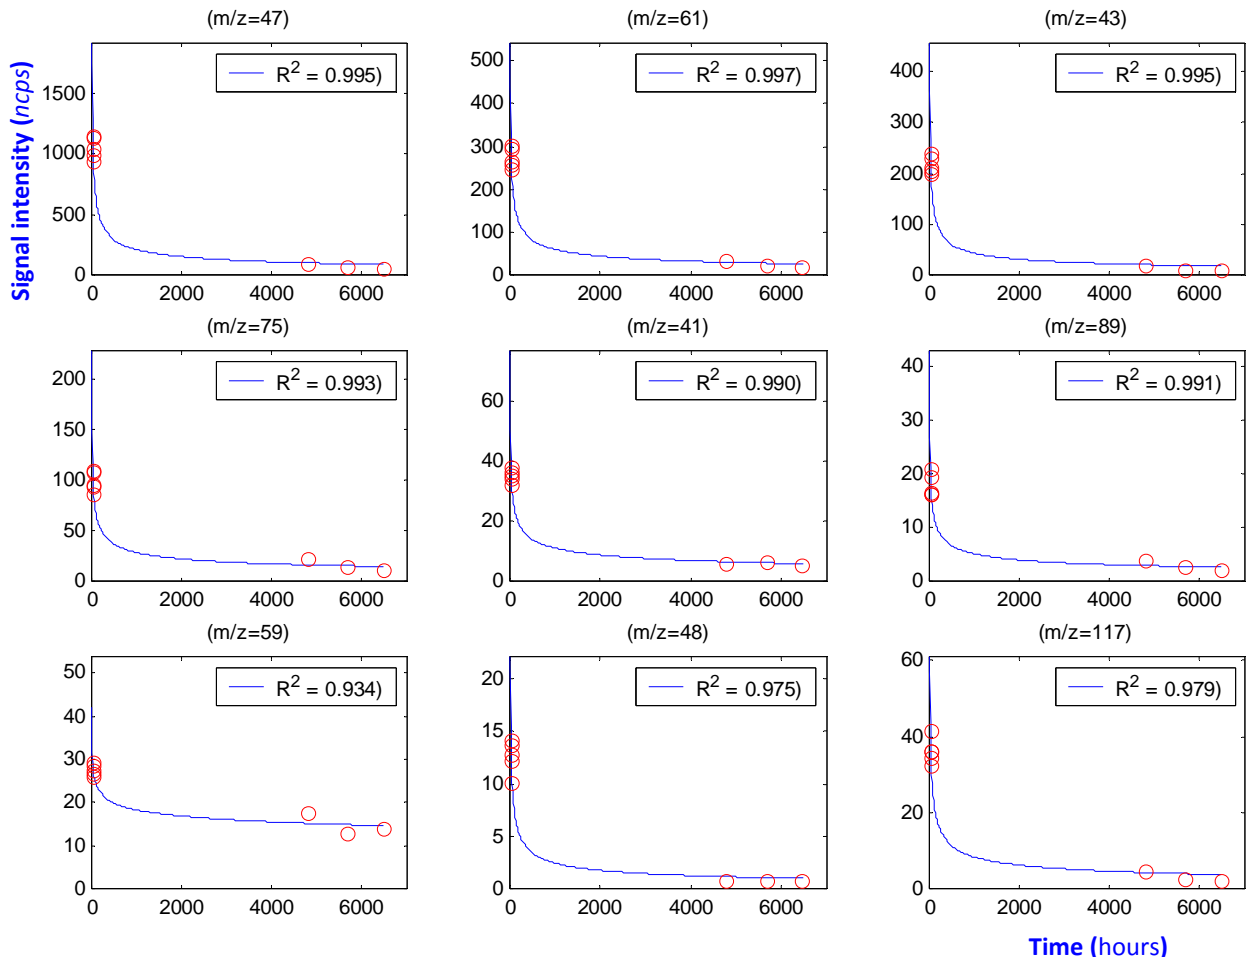 (m/z=47)
(m/z=61)
(m/z=43)
Signal intensity (ncps)
1500
1000
500
0
R² = 0.995)
0 2000 4000 6000
500
400
300
200
100
0
R² = 0.997)
0 2000 4000 6000
400
300
200
100
0
R² = 0.995)
0 2000 4000 6000
(m/z=75)
(m/z=41)
(m/z=89)
200
150
100
50
0
R² = 0.993)
0 2000 4000 6000
60
40
20
0
R² = 0.990)
0 2000 4000 6000
40
30
20
10
0
R² = 0.991)
0 2000 4000 6000
(m/z=59)
(m/z=48)
(m/z=117)
50
40
30
20
10
0
R² = 0.934)
0 2000 4000 6000
20
15
10
5
0
R² = 0.975)
0 2000 4000 6000
60
40
20
0
R² = 0.979)
0 2000 4000 6000
Time (hours)